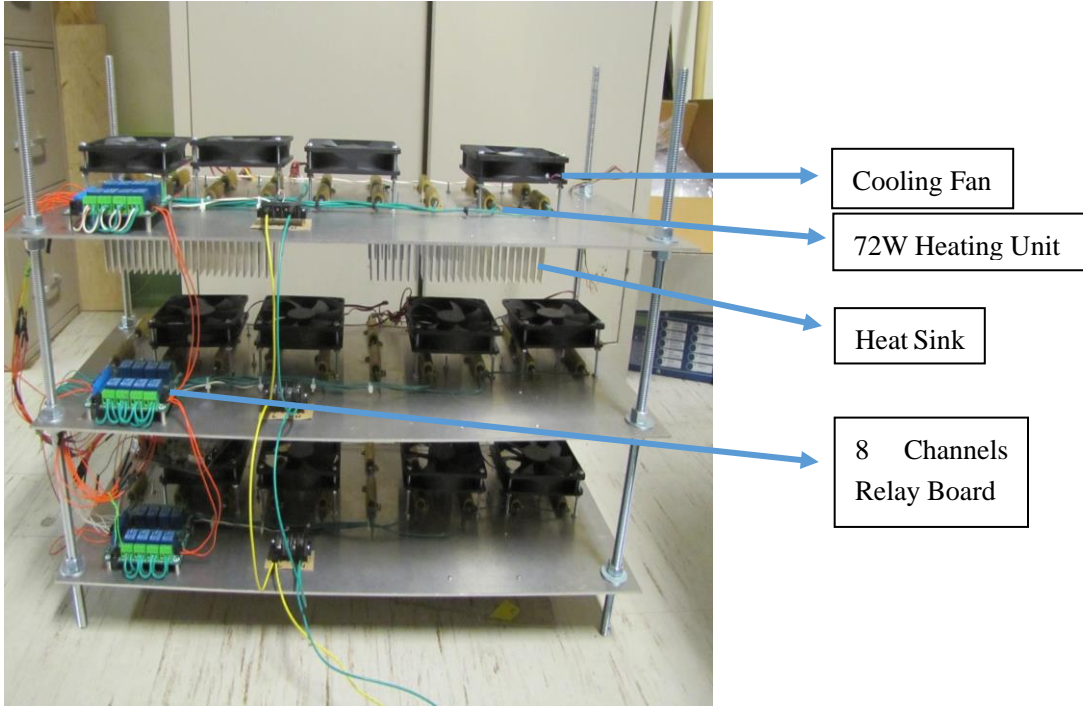 Cooling Fan
72W Heating Unit
Heat Sink
8 Channels
Relay Board